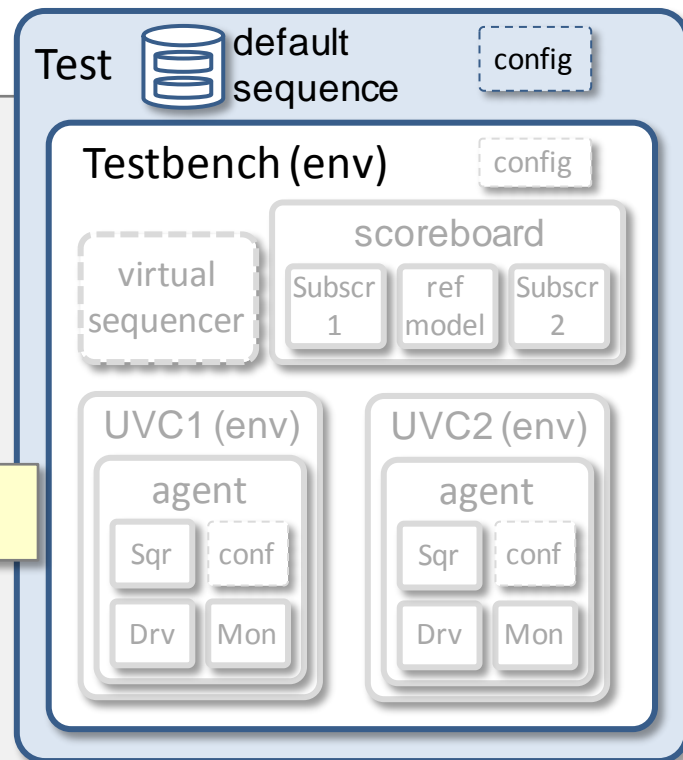 Test
default
sequence
config
Testbench (env)
config
virtual
sequencer
scoreboard
Subscr
1
ref
model
Subscr
2
UVC1 (env)
agent
Sqr
conf
Drv
Mon
UVC2 (env)
agent
Sqr
conf
Drv
Mon